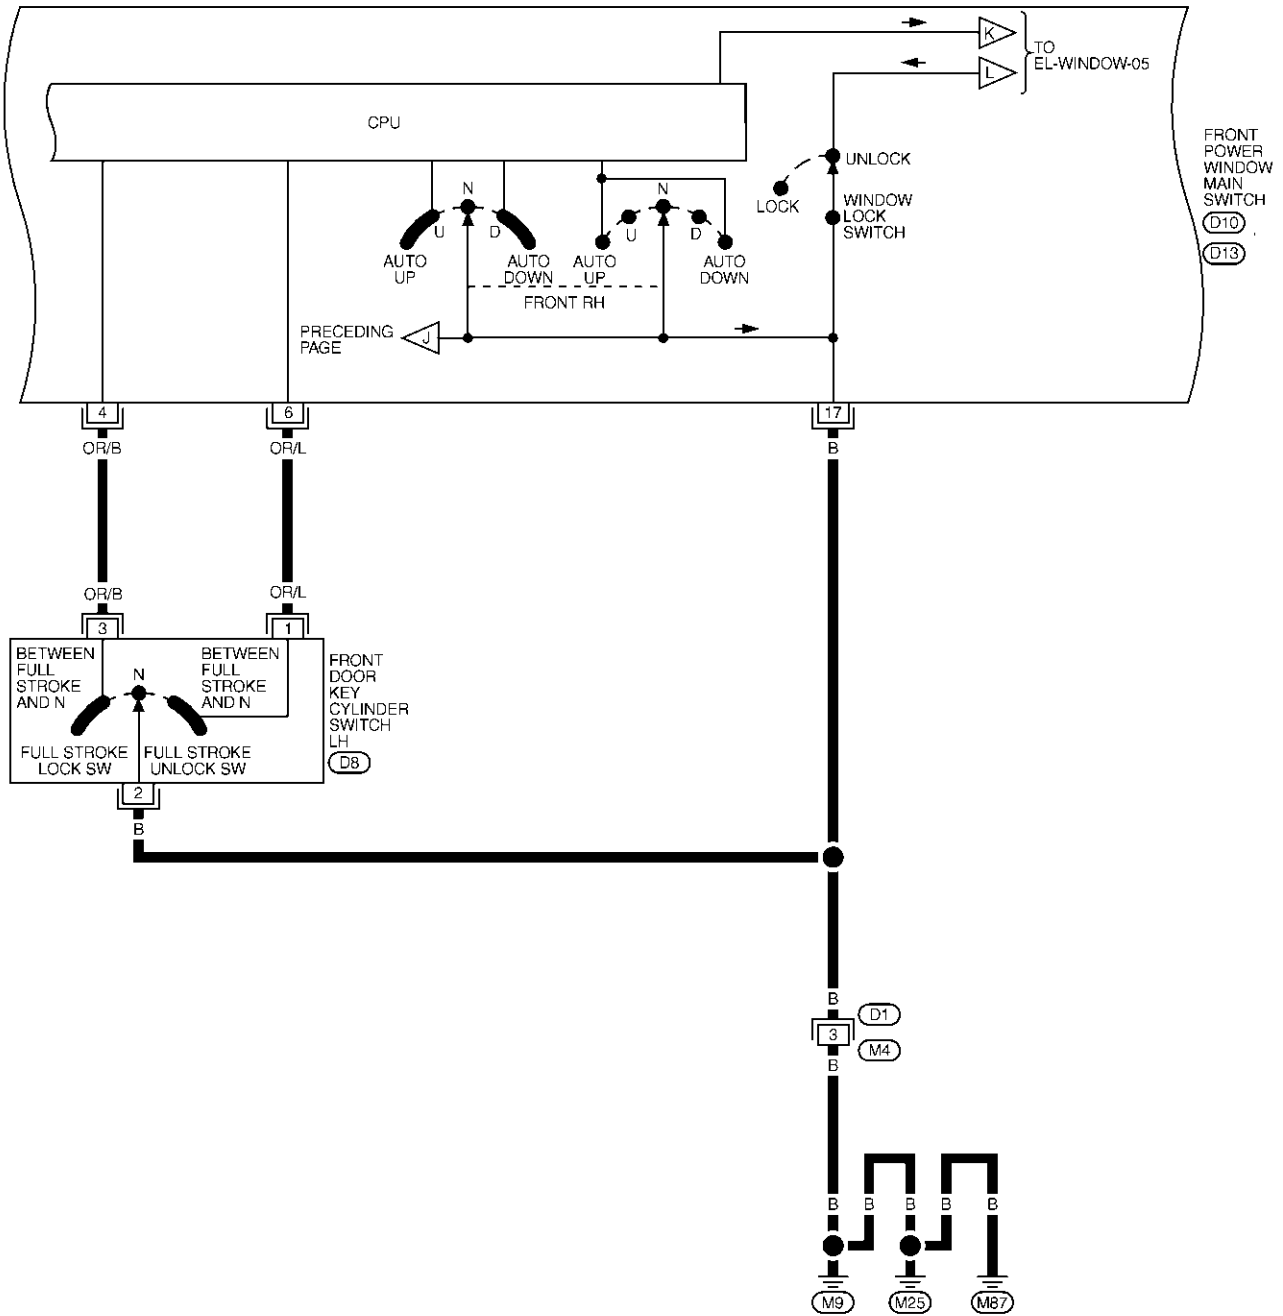 K
TO
EL-WINDOW-05
L
CPU
FRONT
POWER
WINDOW
MAIN
SWITCH
D10
D13
UNLOCK
LOCK
WINDOW
LOCK
SWITCH
N
U
D
AUTO
UP
AUTO
DOWN
N
U
D
AUTO
UP
AUTO
DOWN
FRONT RH
PRECEDING
PAGE
J
4
6
17
OR/B
OR/L
B
OR/B
OR/L
3
1
BETWEEN
FULL
STROKE
AND N
N
BETWEEN
FULL
STROKE
AND N
FULL STROKE
LOCK SW
FULL STROKE
UNLOCK SW
FRONT
DOOR
KEY
CYLINDER
SWITCH
LH
D8
2
B
B
D1
3
M4
B
B
B
B
B
B
M9
M25
M87